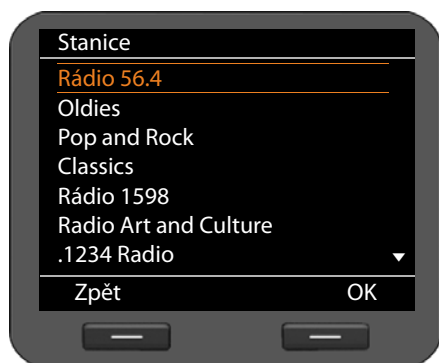 Stanice
Rádio 56.4
Oldies
Pop and Rock
Classics
Rádio 1598
Radio Art and Culture
.1234 Radio
Zpět OK